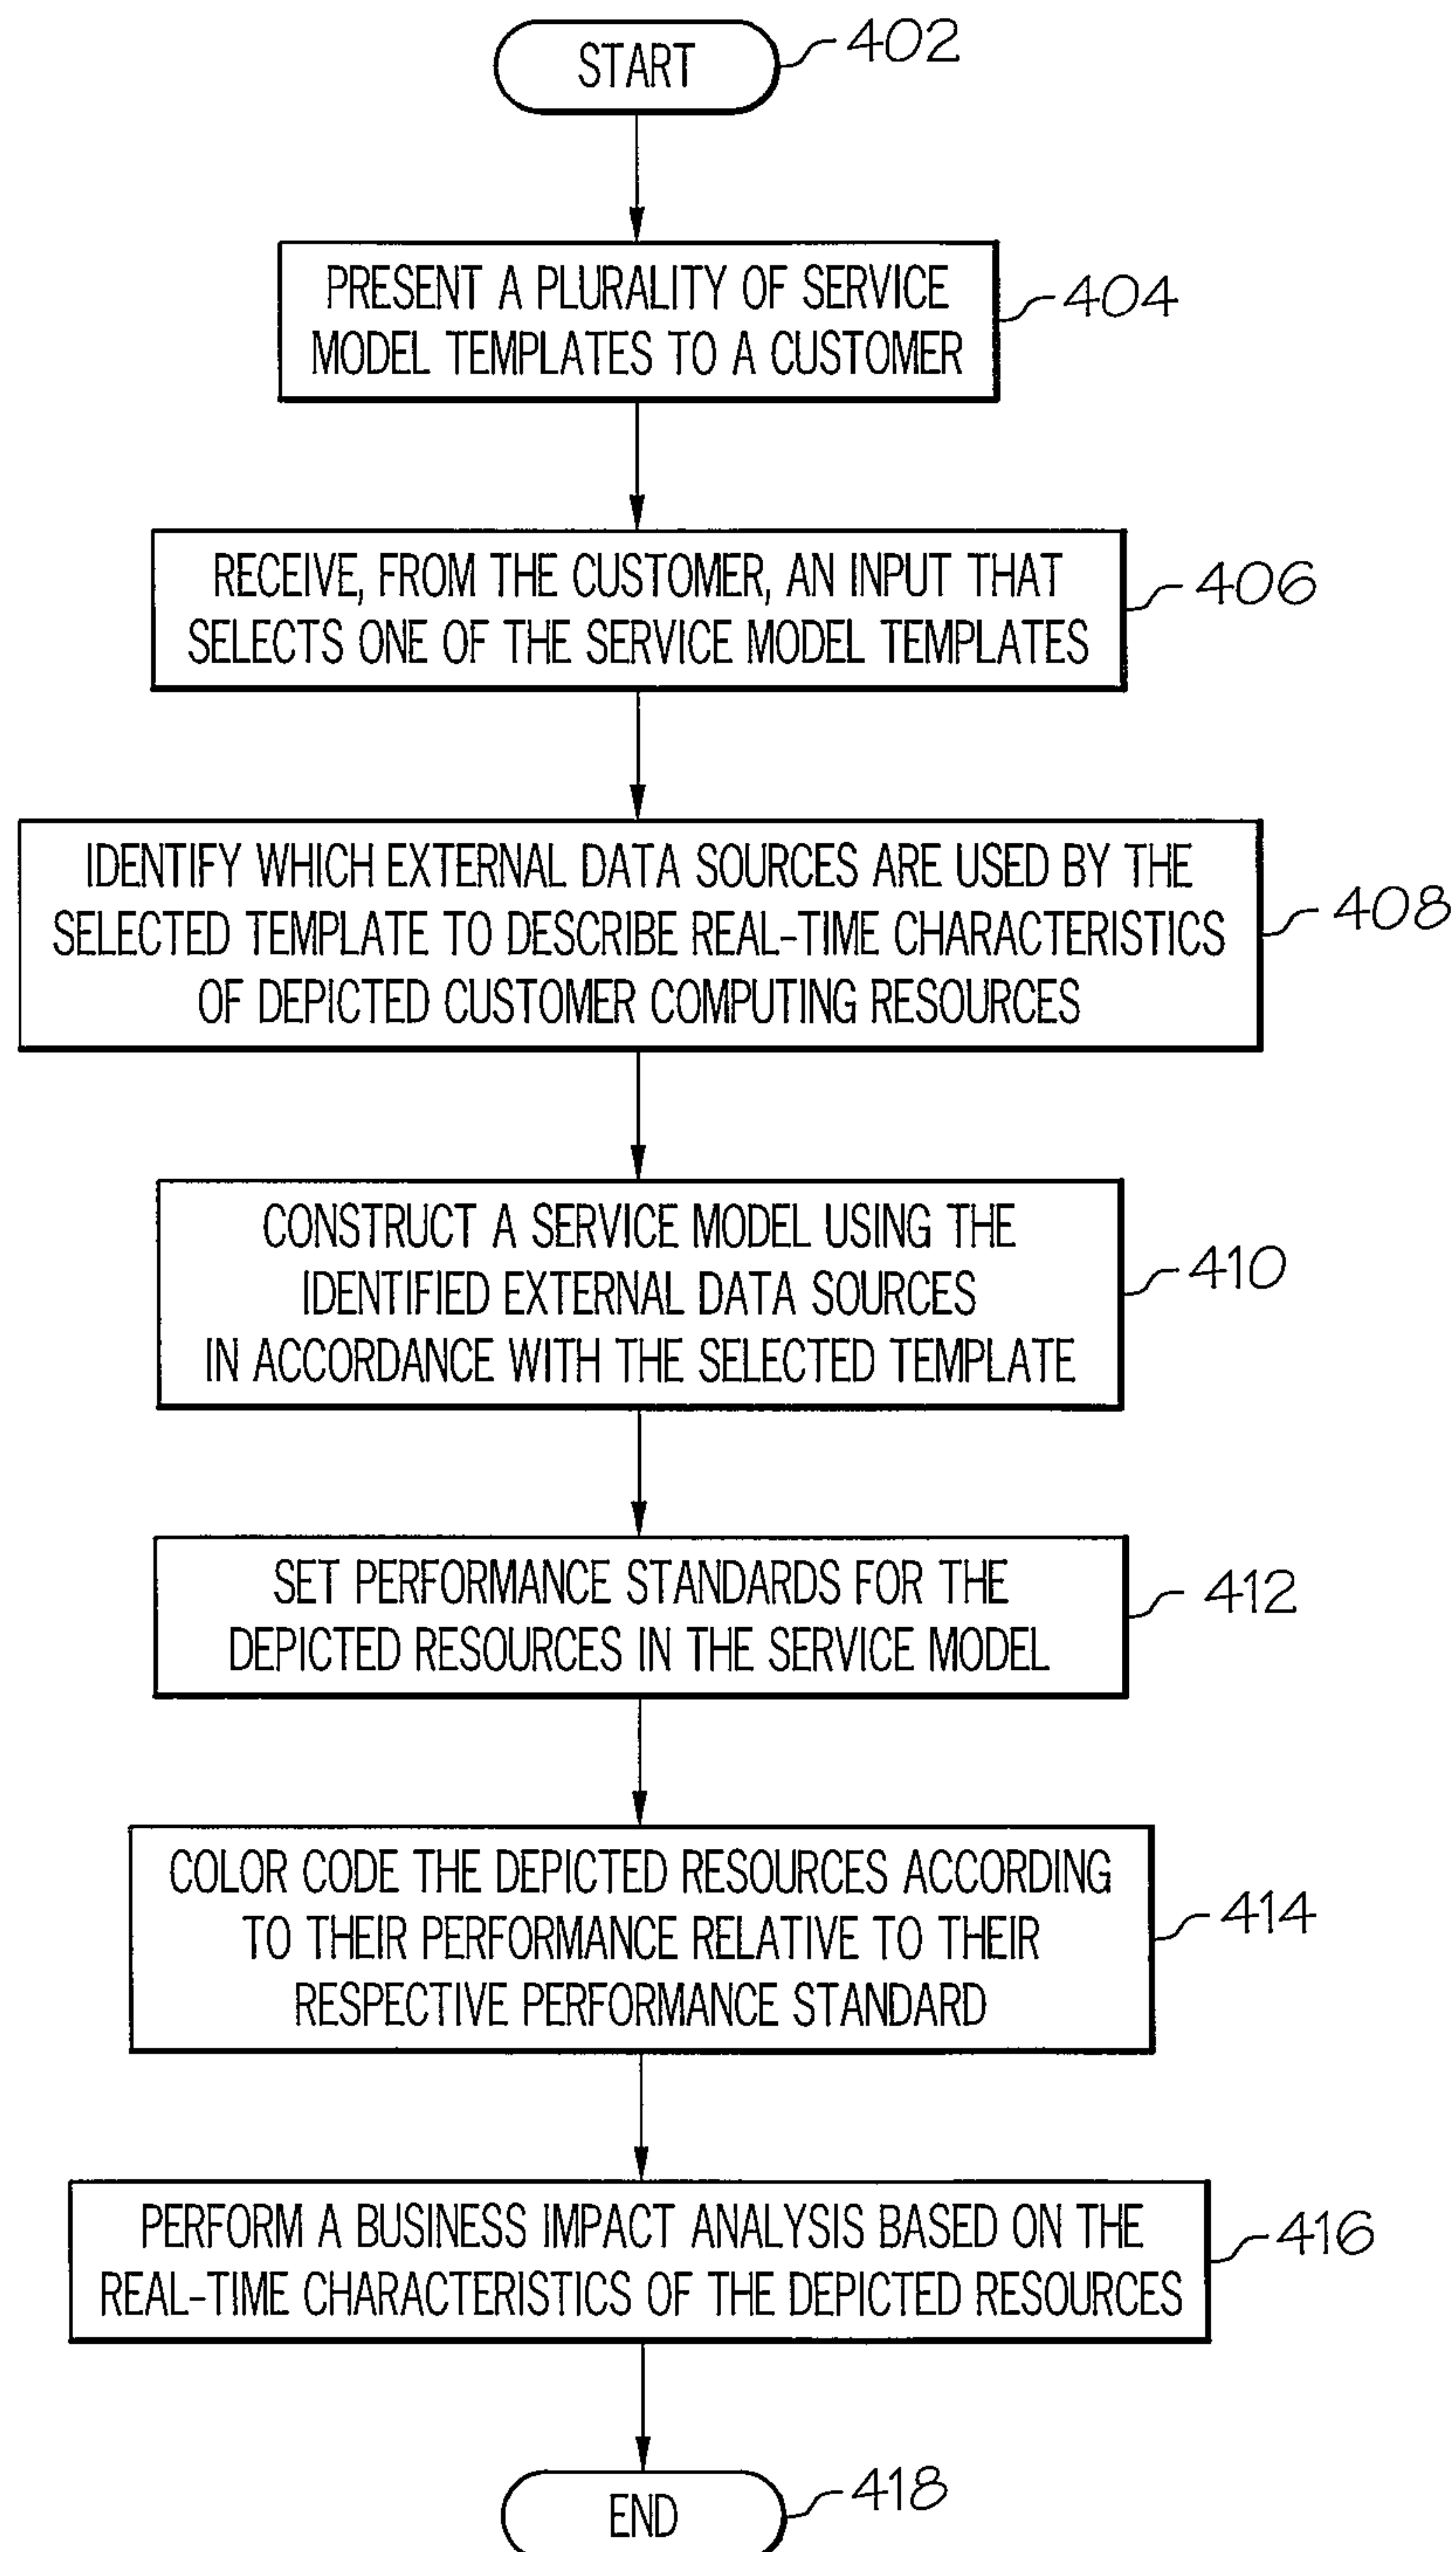 START
402
PRESENT A PLURALITY OF SERVICE
MODEL TEMPLATES TO A CUSTOMER
404
RECEIVE, FROM THE CUSTOMER, AN INPUT THAT
SELECTS ONE OF THE SERVICE MODEL TEMPLATES
406
IDENTIFY WHICH EXTERNAL DATA SOURCES ARE USED BY THE
SELECTED TEMPLATE TO DESCRIBE REAL-TIME CHARACTERISTICS
OF DEPICTED CUSTOMER COMPUTING RESOURCES
408
CONSTRUCT A SERVICE MODEL USING THE
IDENTIFIED EXTERNAL DATA SOURCES
IN ACCORDANCE WITH THE SELECTED TEMPLATE
410
SET PERFORMANCE STANDARDS FOR THE
DEPICTED RESOURCES IN THE SERVICE MODEL
412
COLOR CODE THE DEPICTED RESOURCES ACCORDING
TO THEIR PERFORMANCE RELATIVE TO THEIR
RESPECTIVE PERFORMANCE STANDARD
414
PERFORM A BUSINESS IMPACT ANALYSIS BASED ON THE
REAL-TIME CHARACTERISTICS OF THE DEPICTED RESOURCES
416
END
418